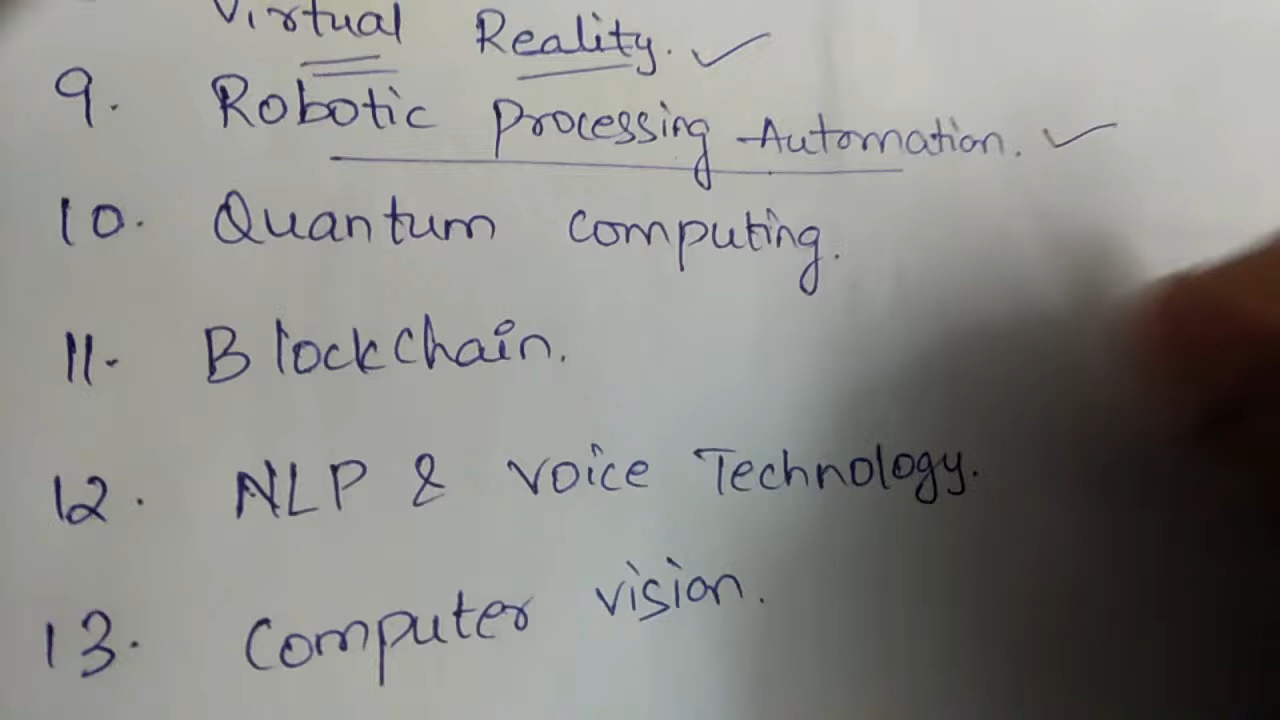 Virtual Reality. ✓
9. Robotic Processing Automation. ✓
10. Quantum computing.
11. Blockchain.
12. NLP & voice Technology.
13. Computer vision.